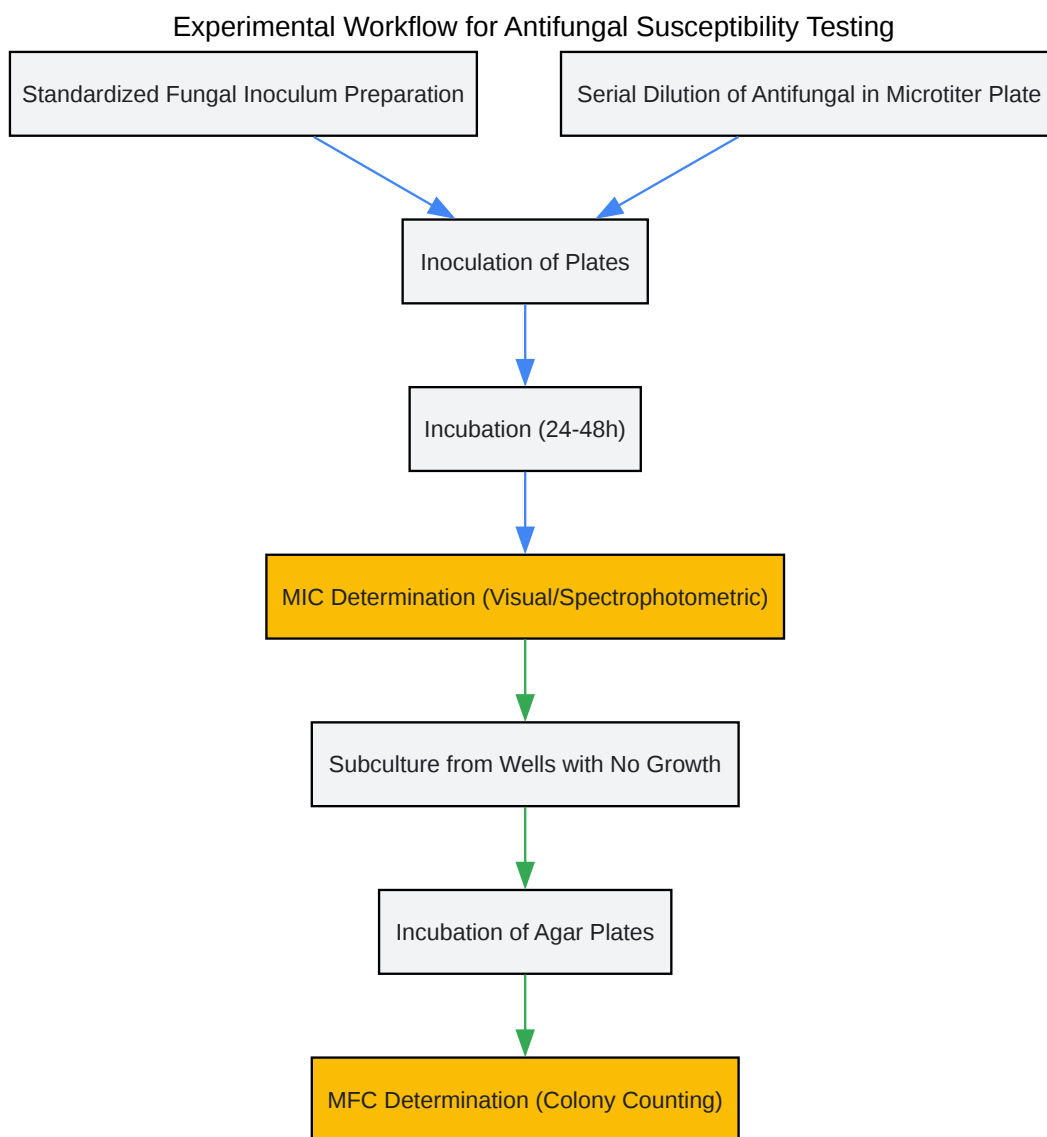 Experimental Workflow for Antifungal Susceptibility Testing
Standardized Fungal Inoculum Preparation
Serial Dilution of Antifungal in Microtiter Plate
Inoculation of Plates
Incubation (24-48h)
MIC Determination (Visual/Spectrophotometric)
Subculture from Wells with No Growth
Incubation of Agar Plates
MFC Determination (Colony Counting)